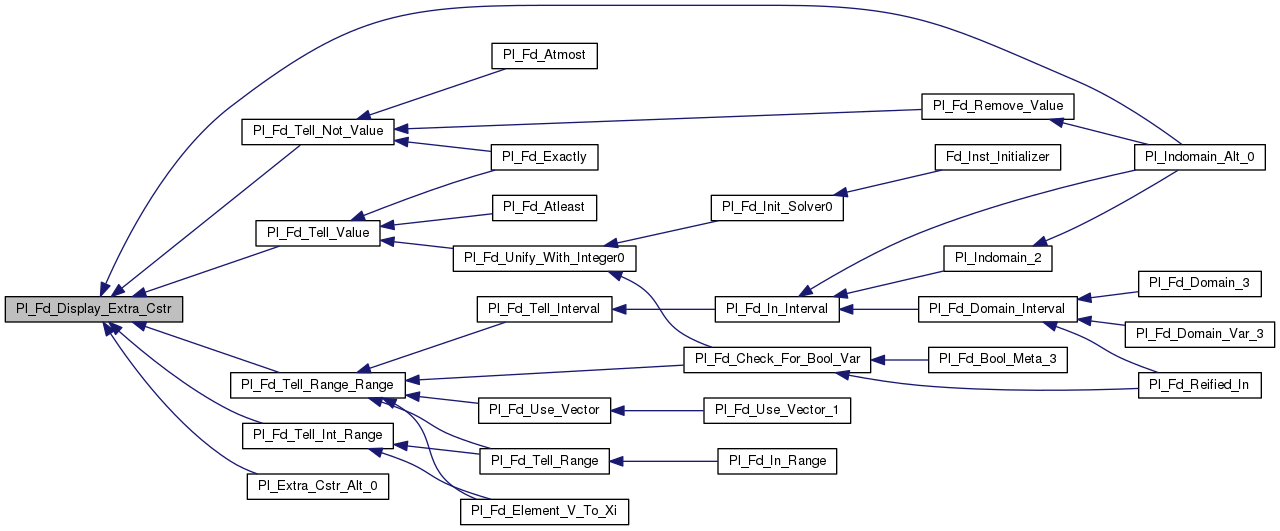 Pl_Fd_Display_Extra_Cstr
Pl_Fd_Tell_Not_Value
Pl_Fd_Tell_Value
Pl_Fd_Tell_Range_Range
Pl_Fd_Tell_Int_Range
Pl_Extra_Cstr_Alt_0
Pl_Fd_Atmost
Pl_Fd_Exactly
Pl_Fd_Atleast
Pl_Fd_Unify_With_Integer0
Pl_Fd_Tell_Interval
Pl_Fd_Use_Vector
Pl_Fd_Tell_Range
Pl_Fd_Element_V_To_Xi
Pl_Fd_Init_Solver0
Pl_Fd_In_Interval
Pl_Fd_Check_For_Bool_Var
Pl_Fd_Use_Vector_1
Pl_Fd_In_Range
Pl_Fd_Remove_Value
Fd_Inst_Initializer
Pl_Indomain_2
Pl_Fd_Domain_Interval
Pl_Fd_Bool_Meta_3
Pl_Indomain_Alt_0
Pl_Fd_Domain_3
Pl_Fd_Domain_Var_3
Pl_Fd_Reified_In